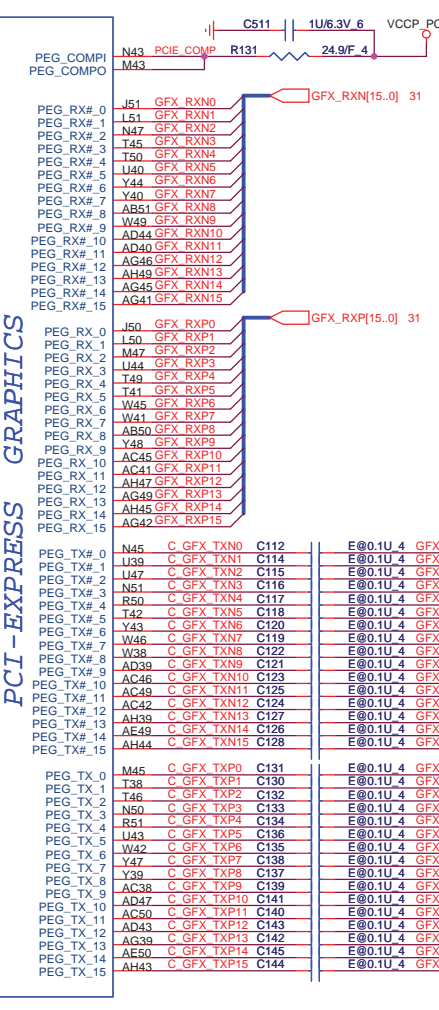 C511 1U/6.3V_6 VCCP_PC
PEG_COMPI N43 PCIE_COMP R131 24.9/F_4
PEG_COMPO M43
GFX_RXN[15..0] 31
PEG_RX#_0 J51 GFX_RXN0
PEG_RX#_1 L51 GFX_RXN1
PEG_RX#_2 N47 GFX_RXN2
PEG_RX#_3 T45 GFX_RXN3
PEG_RX#_4 T50 GFX_RXN4
PEG_RX#_5 U40 GFX_RXN5
PEG_RX#_6 Y44 GFX_RXN6
PEG_RX#_7 Y40 GFX_RXN7
PEG_RX#_8 AB51 GFX_RXN8
PEG_RX#_9 W49 GFX_RXN9
PEG_RX#_10 AD44 GFX_RXN10
PEG_RX#_11 AD40 GFX_RXN11
PEG_RX#_12 AG46 GFX_RXN12
PEG_RX#_13 AH49 GFX_RXN13
PEG_RX#_14 AG45 GFX_RXN14
PEG_RX#_15 AG41 GFX_RXN15
GFX_RXP[15..0] 31
PEG_RX_0 J50 GFX_RXP0
PEG_RX_1 L50 GFX_RXP1
PEG_RX_2 M47 GFX_RXP2
PEG_RX_3 U44 GFX_RXP3
PEG_RX_4 T49 GFX_RXP4
PEG_RX_5 T41 GFX_RXP5
PEG_RX_6 W45 GFX_RXP6
PEG_RX_7 W41 GFX_RXP7
PEG_RX_8 AB50 GFX_RXP8
PEG_RX_9 Y48 GFX_RXP9
PEG_RX_10 AC45 GFX_RXP10
PEG_RX_11 AC41 GFX_RXP11
PEG_RX_12 AH47 GFX_RXP12
PEG_RX_13 AG49 GFX_RXP13
PEG_RX_14 AH45 GFX_RXP14
PEG_RX_15 AG42 GFX_RXP15
PCI-EXPRESS GRAPHICS
PEG_TX#_0 N45 C_GFX_TXN0 C112 E@0.1U_4 GFX
PEG_TX#_1 U39 C_GFX_TXN1 C114 E@0.1U_4 GFX
PEG_TX#_2 U47 C_GFX_TXN2 C115 E@0.1U_4 GFX
PEG_TX#_3 N51 C_GFX_TXN3 C116 E@0.1U_4 GFX
PEG_TX#_4 R50 C_GFX_TXN4 C117 E@0.1U_4 GFX
PEG_TX#_5 T42 C_GFX_TXN5 C118 E@0.1U_4 GFX
PEG_TX#_6 Y43 C_GFX_TXN6 C120 E@0.1U_4 GFX
PEG_TX#_7 W46 C_GFX_TXN7 C119 E@0.1U_4 GFX
PEG_TX#_8 W38 C_GFX_TXN8 C122 E@0.1U_4 GFX
PEG_TX#_9 AD39 C_GFX_TXN9 C121 E@0.1U_4 GFX
PEG_TX#_10 AC46 C_GFX_TXN10 C123 E@0.1U_4 GFX
PEG_TX#_11 AC49 C_GFX_TXN11 C125 E@0.1U_4 GFX
PEG_TX#_12 AC42 C_GFX_TXN12 C124 E@0.1U_4 GFX
PEG_TX#_13 AH39 C_GFX_TXN13 C127 E@0.1U_4 GFX
PEG_TX#_14 AE49 C_GFX_TXN14 C126 E@0.1U_4 GFX
PEG_TX#_15 AH44 C_GFX_TXN15 C128 E@0.1U_4 GFX
PEG_TX_0 M45 C_GFX_TXP0 C131 E@0.1U_4 GFX
PEG_TX_1 T38 C_GFX_TXP1 C130 E@0.1U_4 GFX
PEG_TX_2 T46 C_GFX_TXP2 C132 E@0.1U_4 GFX
PEG_TX_3 N50 C_GFX_TXP3 C133 E@0.1U_4 GFX
PEG_TX_4 R51 C_GFX_TXP4 C134 E@0.1U_4 GFX
PEG_TX_5 U43 C_GFX_TXP5 C136 E@0.1U_4 GFX
PEG_TX_6 W42 C_GFX_TXP6 C135 E@0.1U_4 GFX
PEG_TX_7 Y47 C_GFX_TXP7 C138 E@0.1U_4 GFX
PEG_TX_8 Y39 C_GFX_TXP8 C137 E@0.1U_4 GFX
PEG_TX_9 AC38 C_GFX_TXP9 C139 E@0.1U_4 GFX
PEG_TX_10 AD47 C_GFX_TXP10 C141 E@0.1U_4 GFX
PEG_TX_11 AC50 C_GFX_TXP11 C140 E@0.1U_4 GFX
PEG_TX_12 AD43 C_GFX_TXP12 C143 E@0.1U_4 GFX
PEG_TX_13 AG39 C_GFX_TXP13 C142 E@0.1U_4 GFX
PEG_TX_14 AE50 C_GFX_TXP14 C145 E@0.1U_4 GFX
PEG_TX_15 AH43 C_GFX_TXP15 C144 E@0.1U_4 GFX